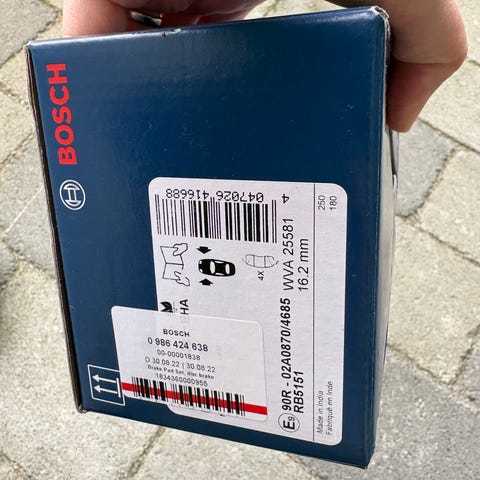 BOSCH
4 047026 416688
4X
WVA 25581
16.2 mm
250
180
EHA
BOSCH
0 986 424 638
00-00001838
D 30.08.22 | 30.08.22
Brake Pad Set, disc brake
1834360000955
E9 90R - 02A0870/4685
RB5151
Made in India
Fabriqué en Inde